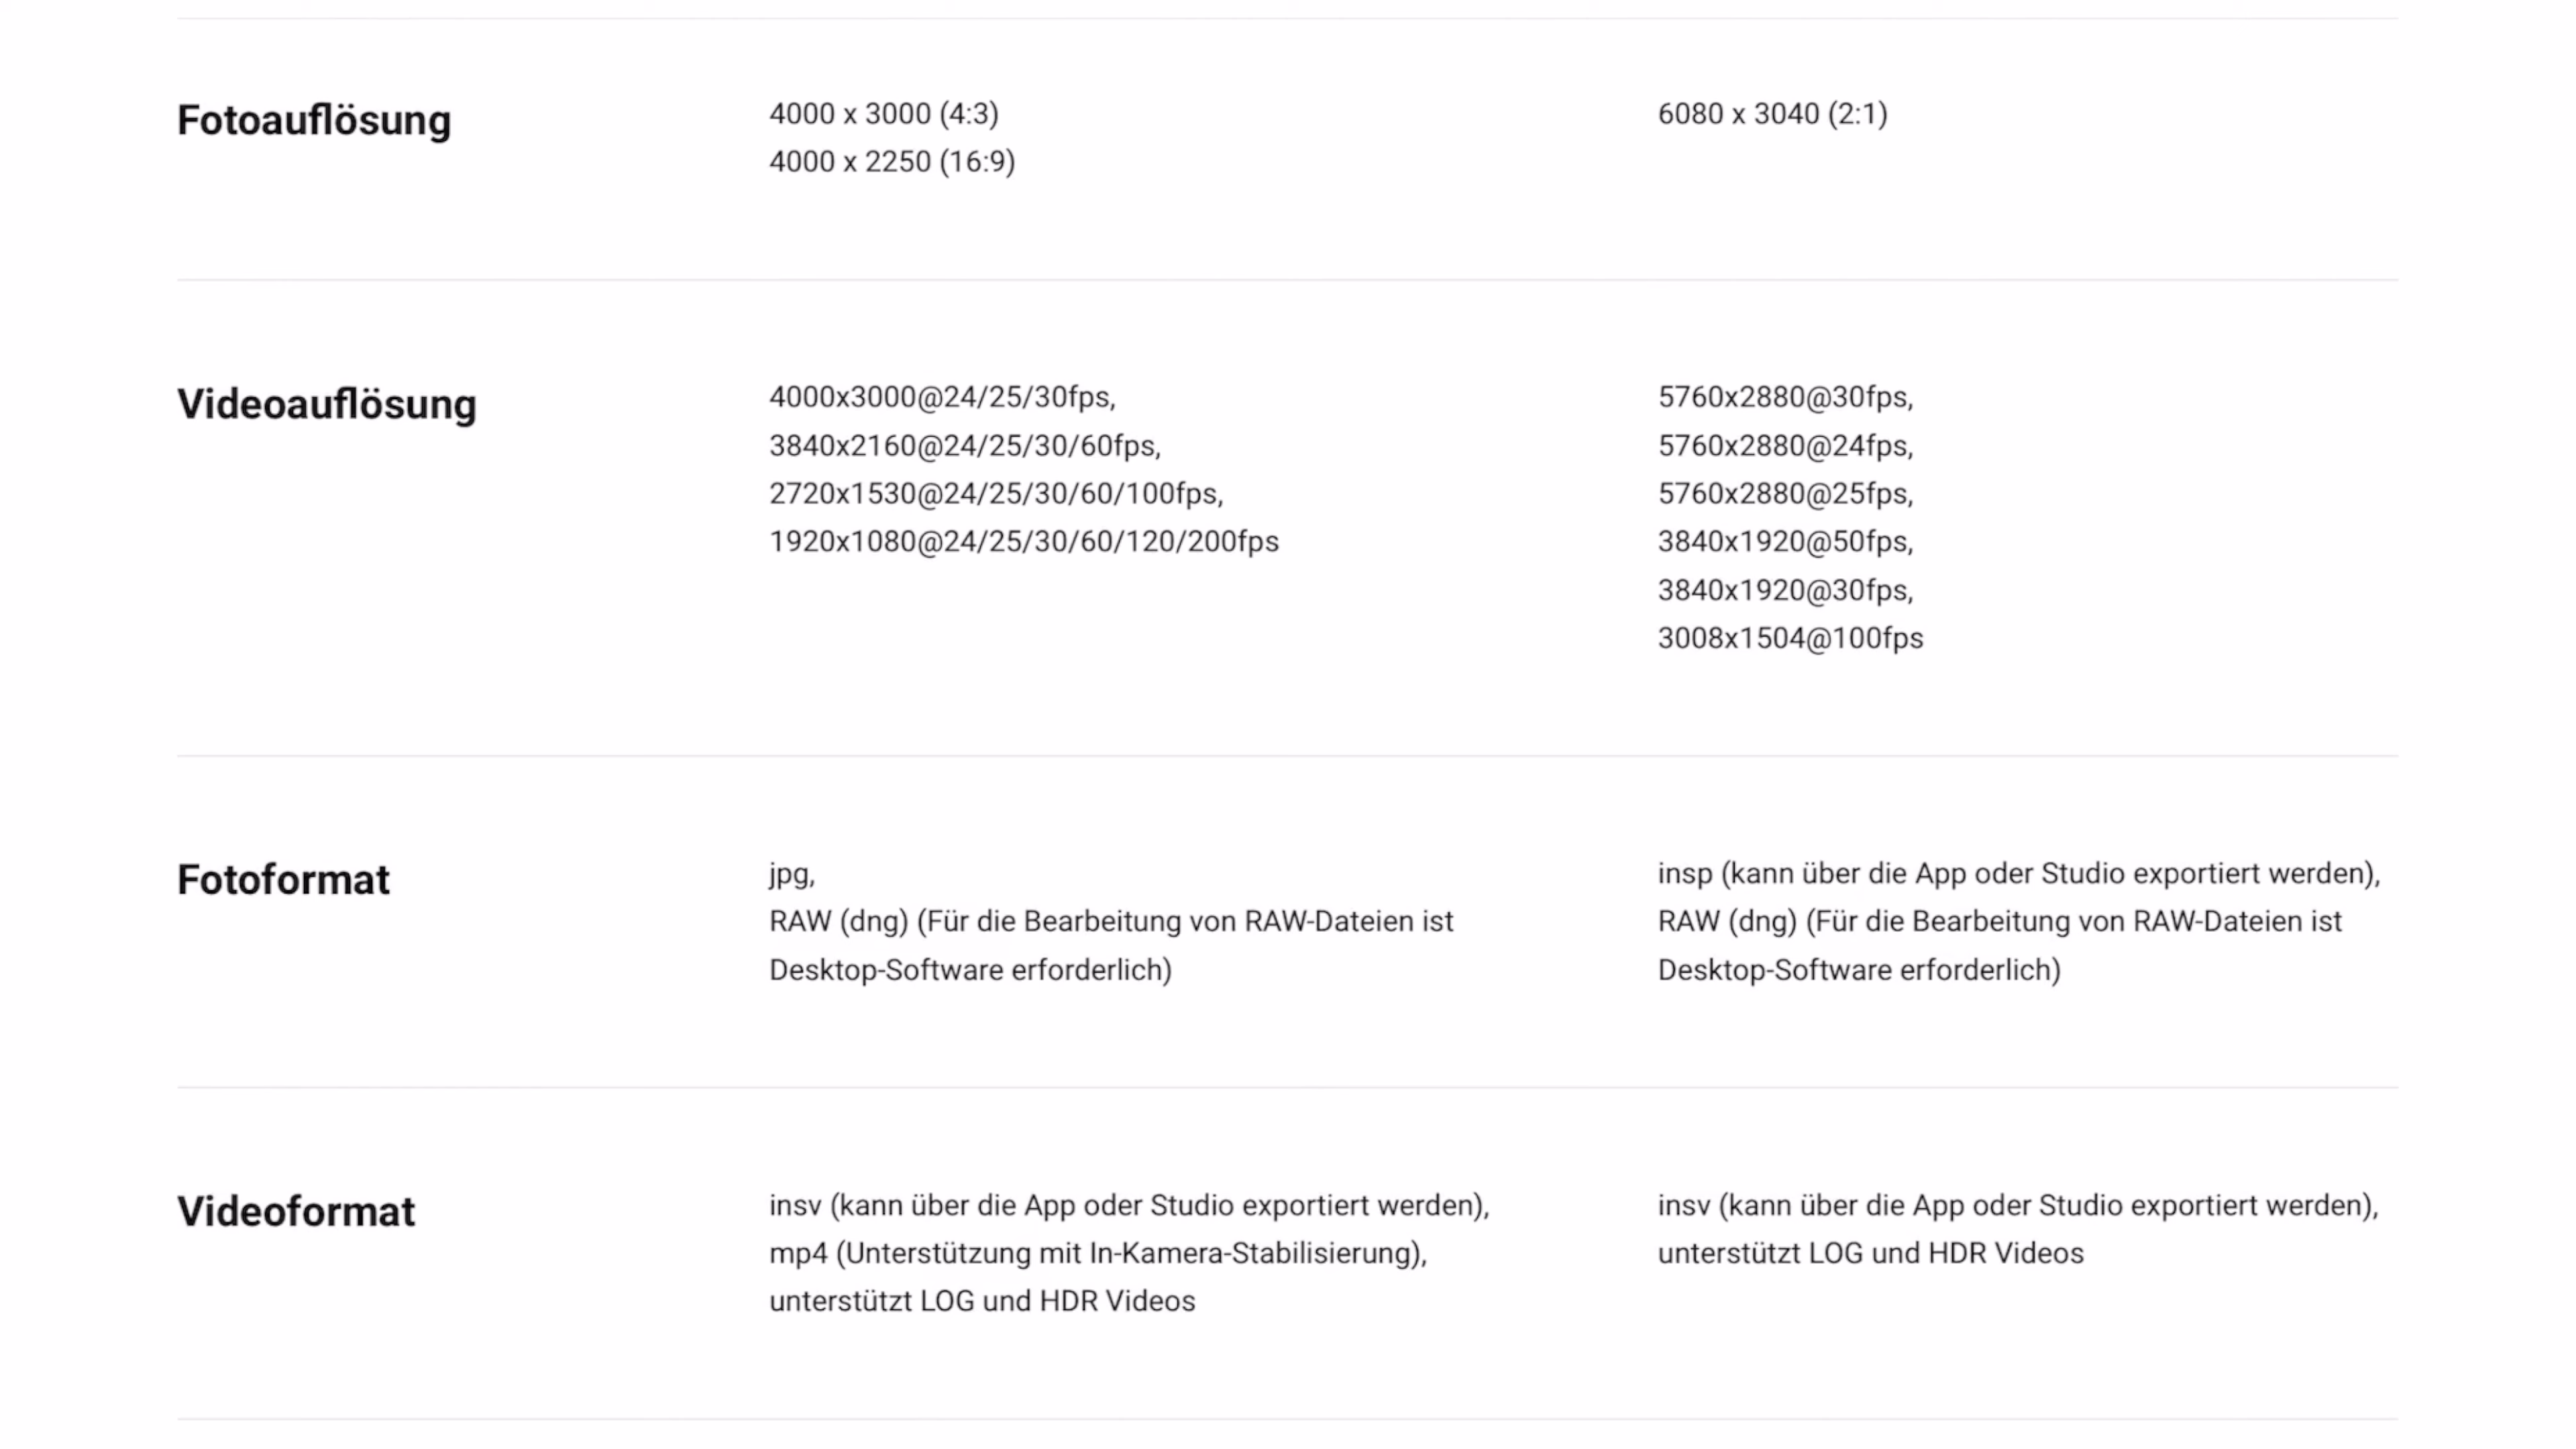 Fotoauflösung
4000 x 3000 (4:3)
4000 x 2250 (16:9)
6080 x 3040 (2:1)
Videoauflösung
4000x3000@24/25/30fps,
3840x2160@24/25/30/60fps,
2720x1530@24/25/30/60/100fps,
1920x1080@24/25/30/60/120/200fps
5760x2880@30fps,
5760x2880@24fps,
5760x2880@25fps,
3840x1920@50fps,
3840x1920@30fps,
3008x1504@100fps
Fotoformat
jpg,
RAW (dng) (Für die Bearbeitung von RAW-Dateien ist
Desktop-Software erforderlich)
insp (kann über die App oder Studio exportiert werden),
RAW (dng) (Für die Bearbeitung von RAW-Dateien ist
Desktop-Software erforderlich)
Videoformat
insv (kann über die App oder Studio exportiert werden),
mp4 (Unterstützung mit In-Kamera-Stabilisierung),
unterstützt LOG und HDR Videos
insv (kann über die App oder Studio exportiert werden),
unterstützt LOG und HDR Videos